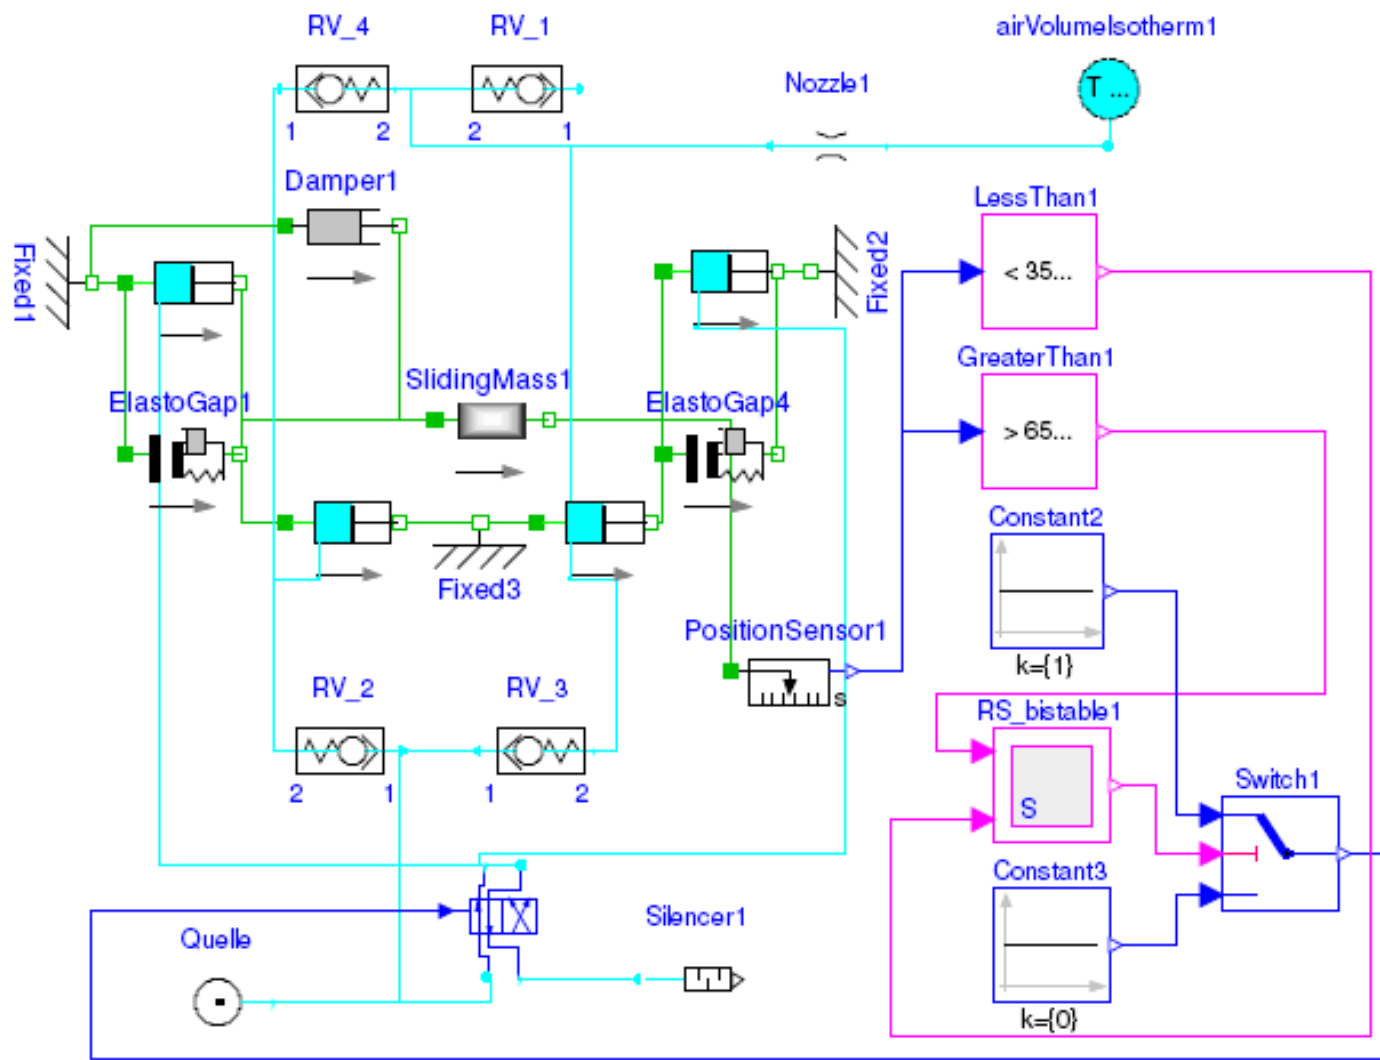 RV_4
RV_1
airVolumeIsotherm1
Nozzle1
T ...
1
2
2
1
Damper1
LessThan1
Fixed1
Fixed2
< 35...
GreaterThan1
SlidingMass1
ElastoGap1
ElastoGap4
> 65...
Constant2
Fixed3
PositionSensor1
k={1}
s
RV_2
RV_3
RS_bistable1
S
Switch1
2
1
1
2
Constant3
Silencer1
Quelle
k={0}